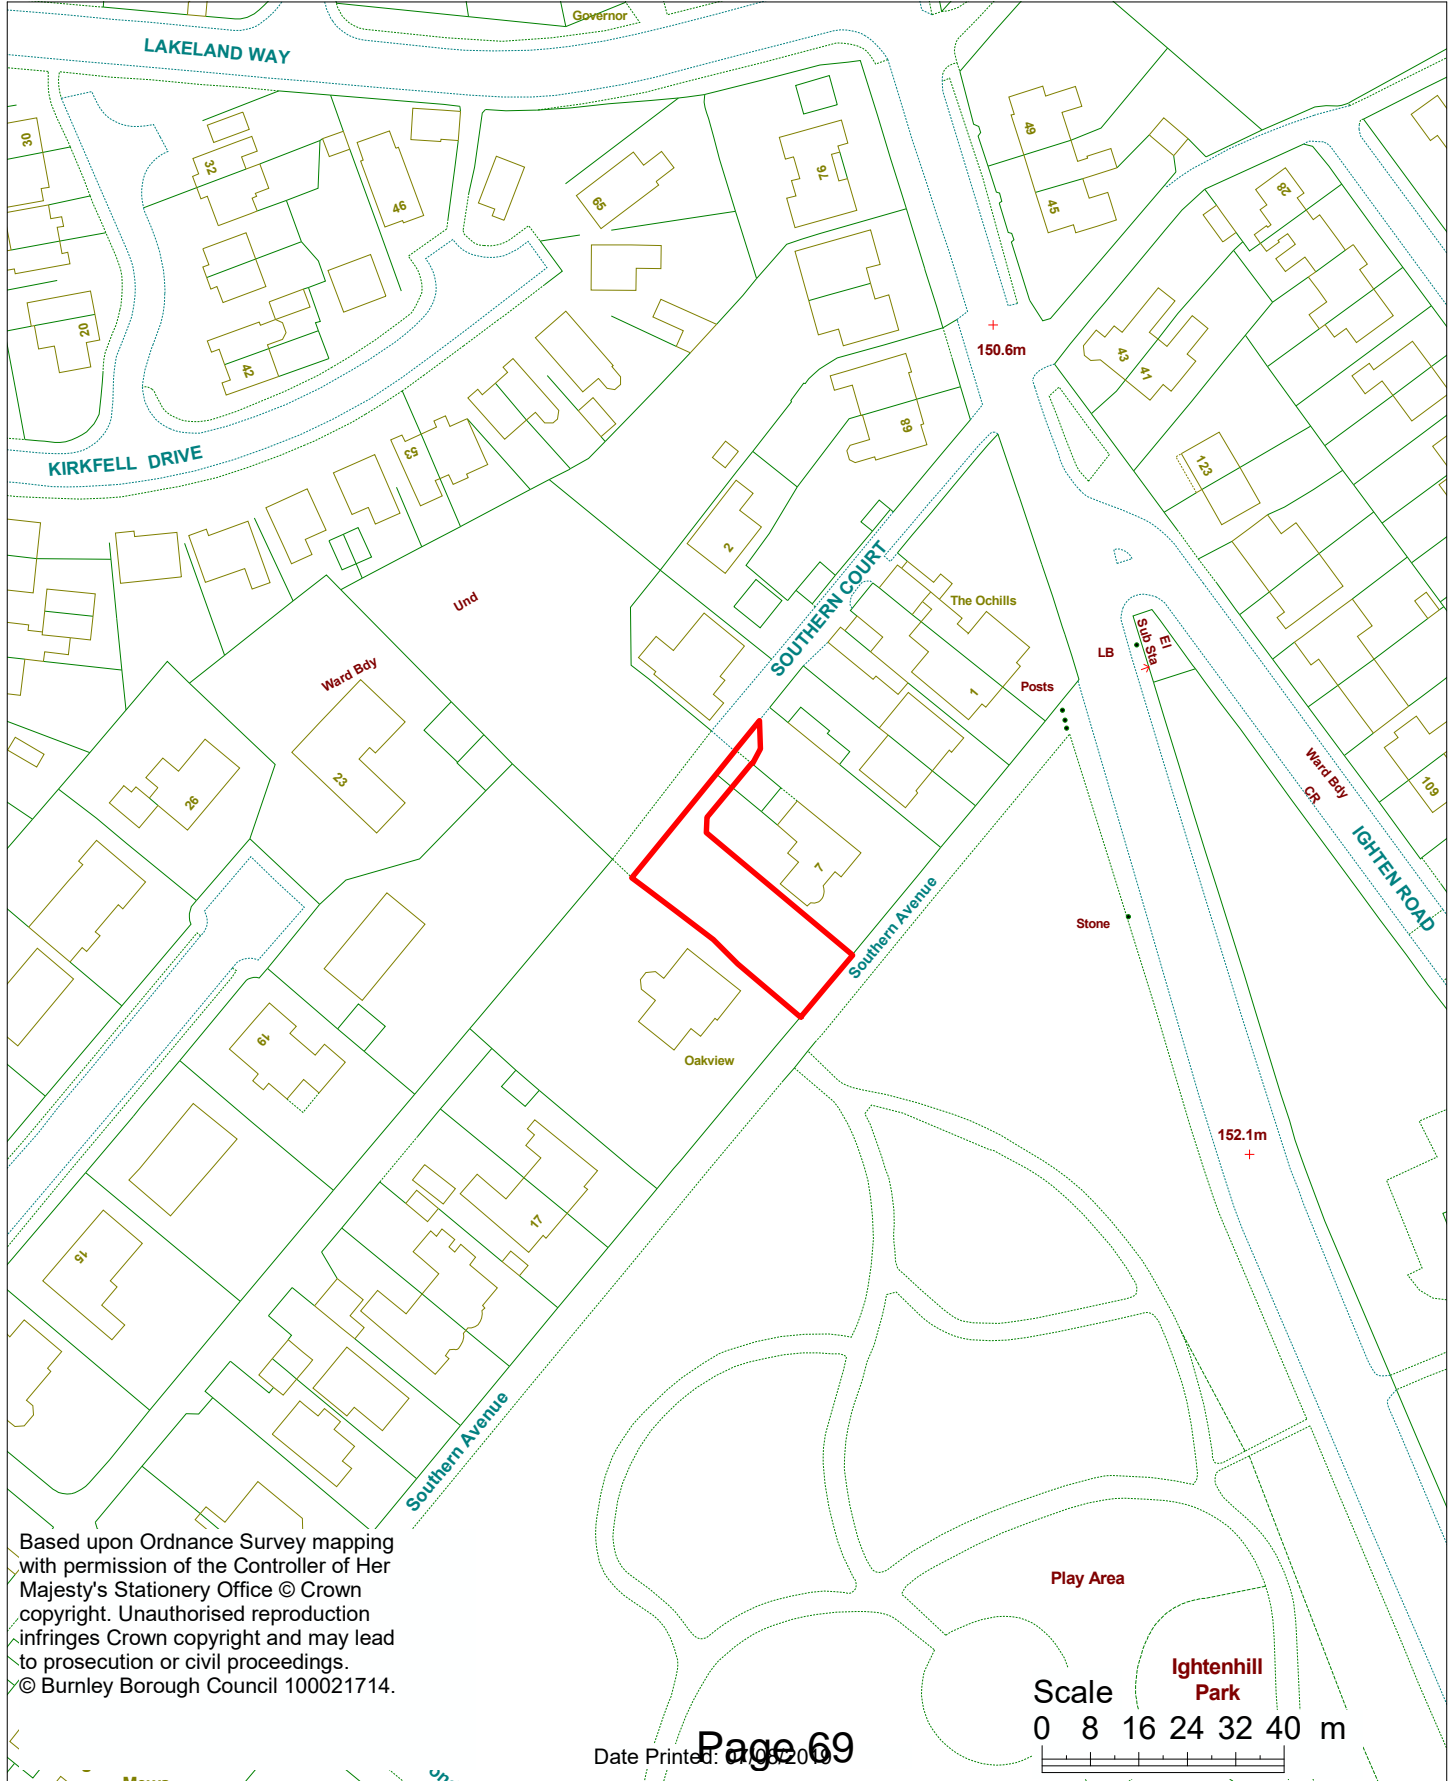 Governor
LAKELAND WAY
30
32
46
65
76
49
45
28
20
42
150.6m
43
41
68
KIRKFELL DRIVE
53
123
2
SOUTHERN COURT
The Ochills
Und
LB
El
Sub Sta
Ward Bdy
Posts
1
23
26
Ward Bdy
CR
109
IGHTEN ROAD
7
Southern Avenue
Stone
19
Oakview
152.1m
17
15
Southern Avenue
Based upon Ordnance Survey mapping
with permission of the Controller of Her
Majesty's Stationery Office © Crown
copyright. Unauthorised reproduction
infringes Crown copyright and may lead
to prosecution or civil proceedings.
© Burnley Borough Council 100021714.
Play Area
Ightenhill
Park
Scale
0 8 16 24 32 40 m
Page 69
Date Printed: 07/08/2019